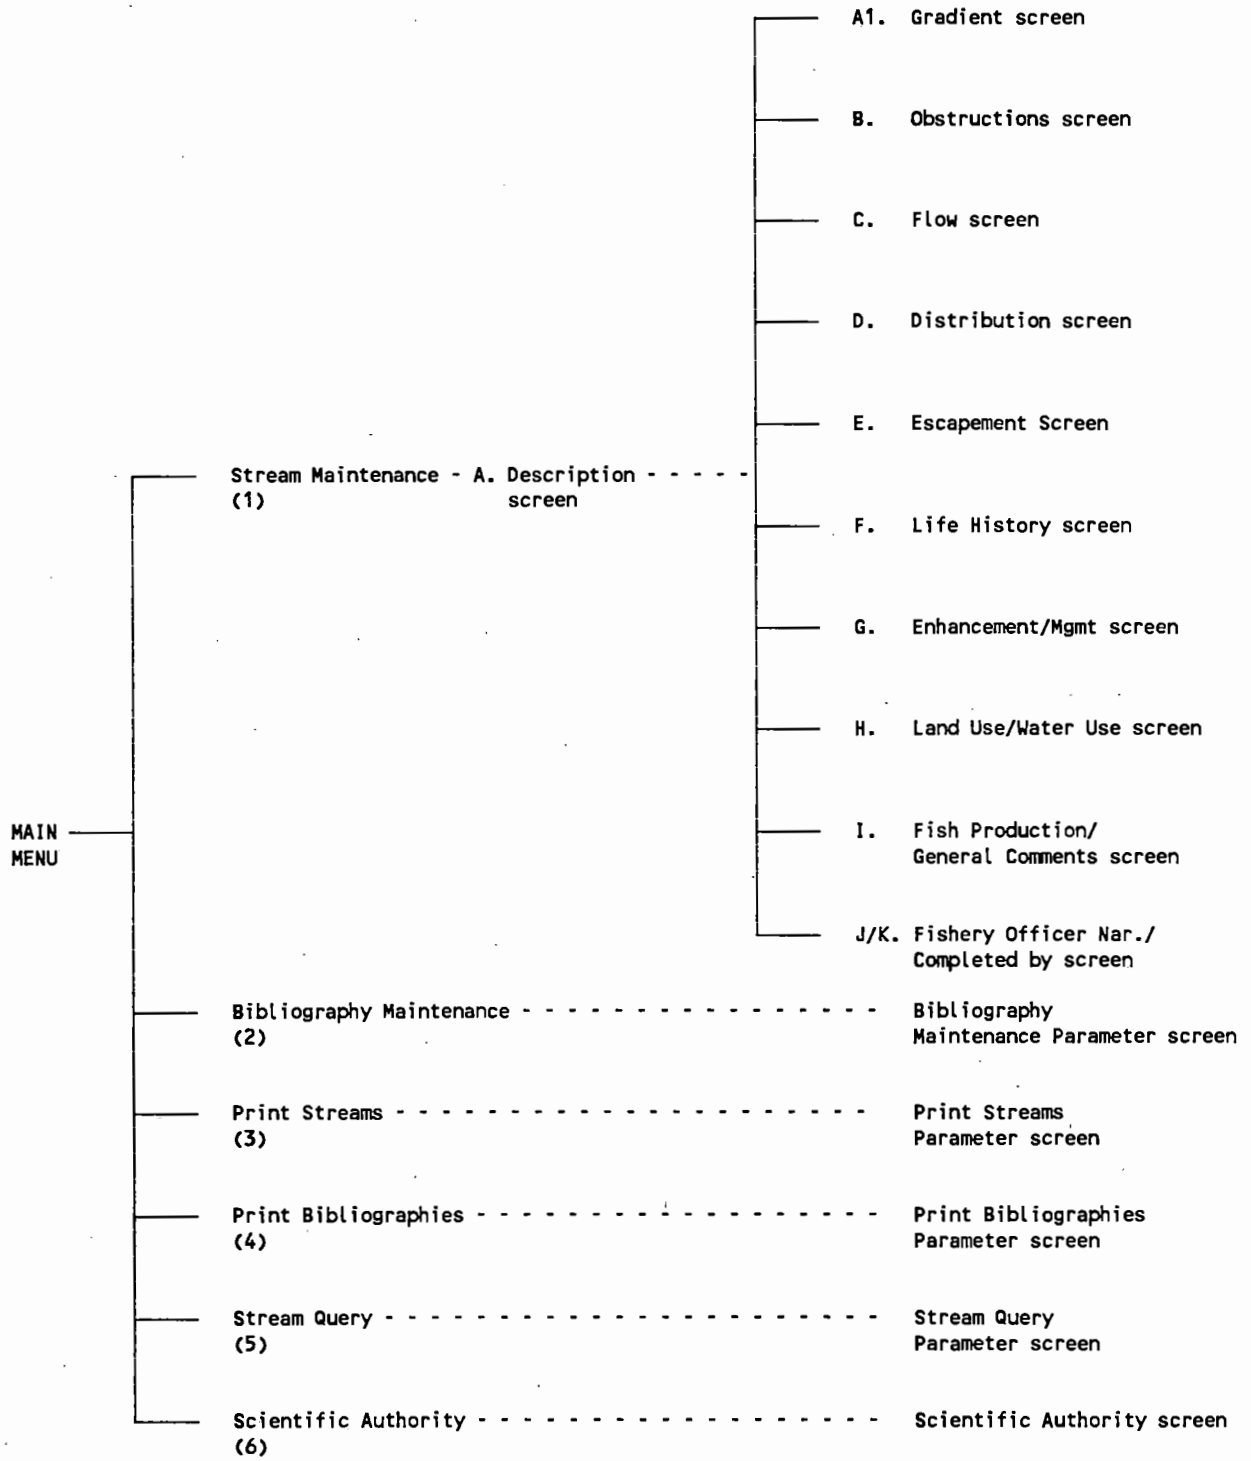 A1. Gradient screen
B. Obstructions screen
C. Flow screen
D. Distribution screen
E. Escapement Screen
Stream Maintenance - A. Description - - - - -
(1) screen
F. Life History screen
G. Enhancement/Mgmt screen
H. Land Use/Water Use screen
MAIN
MENU
I. Fish Production/
General Comments screen
J/K. Fishery Officer Nar./
Completed by screen
Bibliography Maintenance - - - - - - - - - - - - - - - - Bibliography
(2) Maintenance Parameter screen
Print Streams - - - - - - - - - - - - - - - - - - - - - Print Streams
(3) Parameter screen
Print Bibliographies - - - - - - - - - - - - - - - - - - Print Bibliographies
(4) Parameter screen
Stream Query - - - - - - - - - - - - - - - - - - - - - - Stream Query
(5) Parameter screen
Scientific Authority - - - - - - - - - - - - - - - - - - Scientific Authority screen
(6)